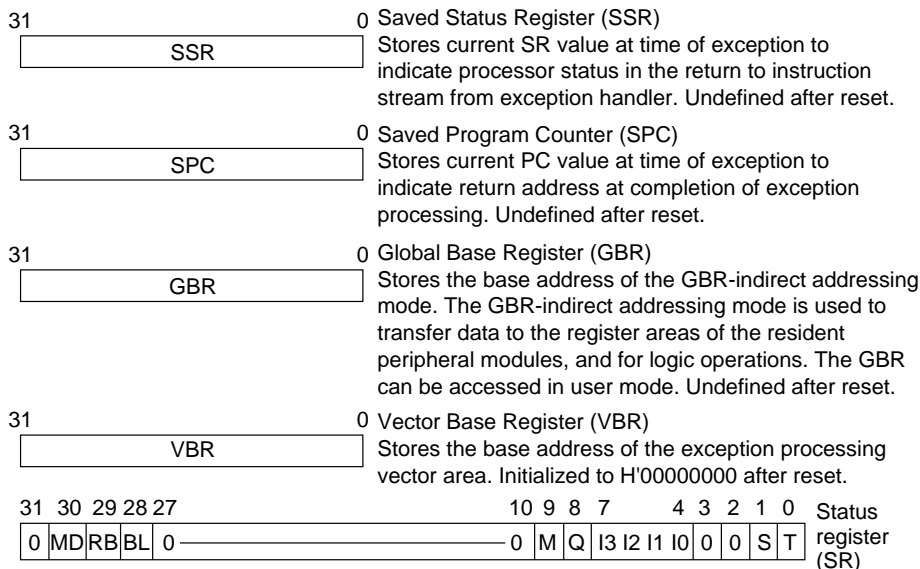 31 0 Saved Status Register (SSR)
SSR Stores current SR value at time of exception to
indicate processor status in the return to instruction
stream from exception handler. Undefined after reset.
31 0 Saved Program Counter (SPC)
SPC Stores current PC value at time of exception to
indicate return address at completion of exception
processing. Undefined after reset.
31 0 Global Base Register (GBR)
GBR Stores the base address of the GBR-indirect addressing
mode. The GBR-indirect addressing mode is used to
transfer data to the register areas of the resident
peripheral modules, and for logic operations. The GBR
can be accessed in user mode. Undefined after reset.
31 0 Vector Base Register (VBR)
VBR Stores the base address of the exception processing
vector area. Initialized to H'00000000 after reset.
31 30 29 28 27 10 9 8 7 4 3 2 1 0 Status
0 MD RB BL 0 0 M Q I3 I2 I1 I0 0 0 S T register
(SR)